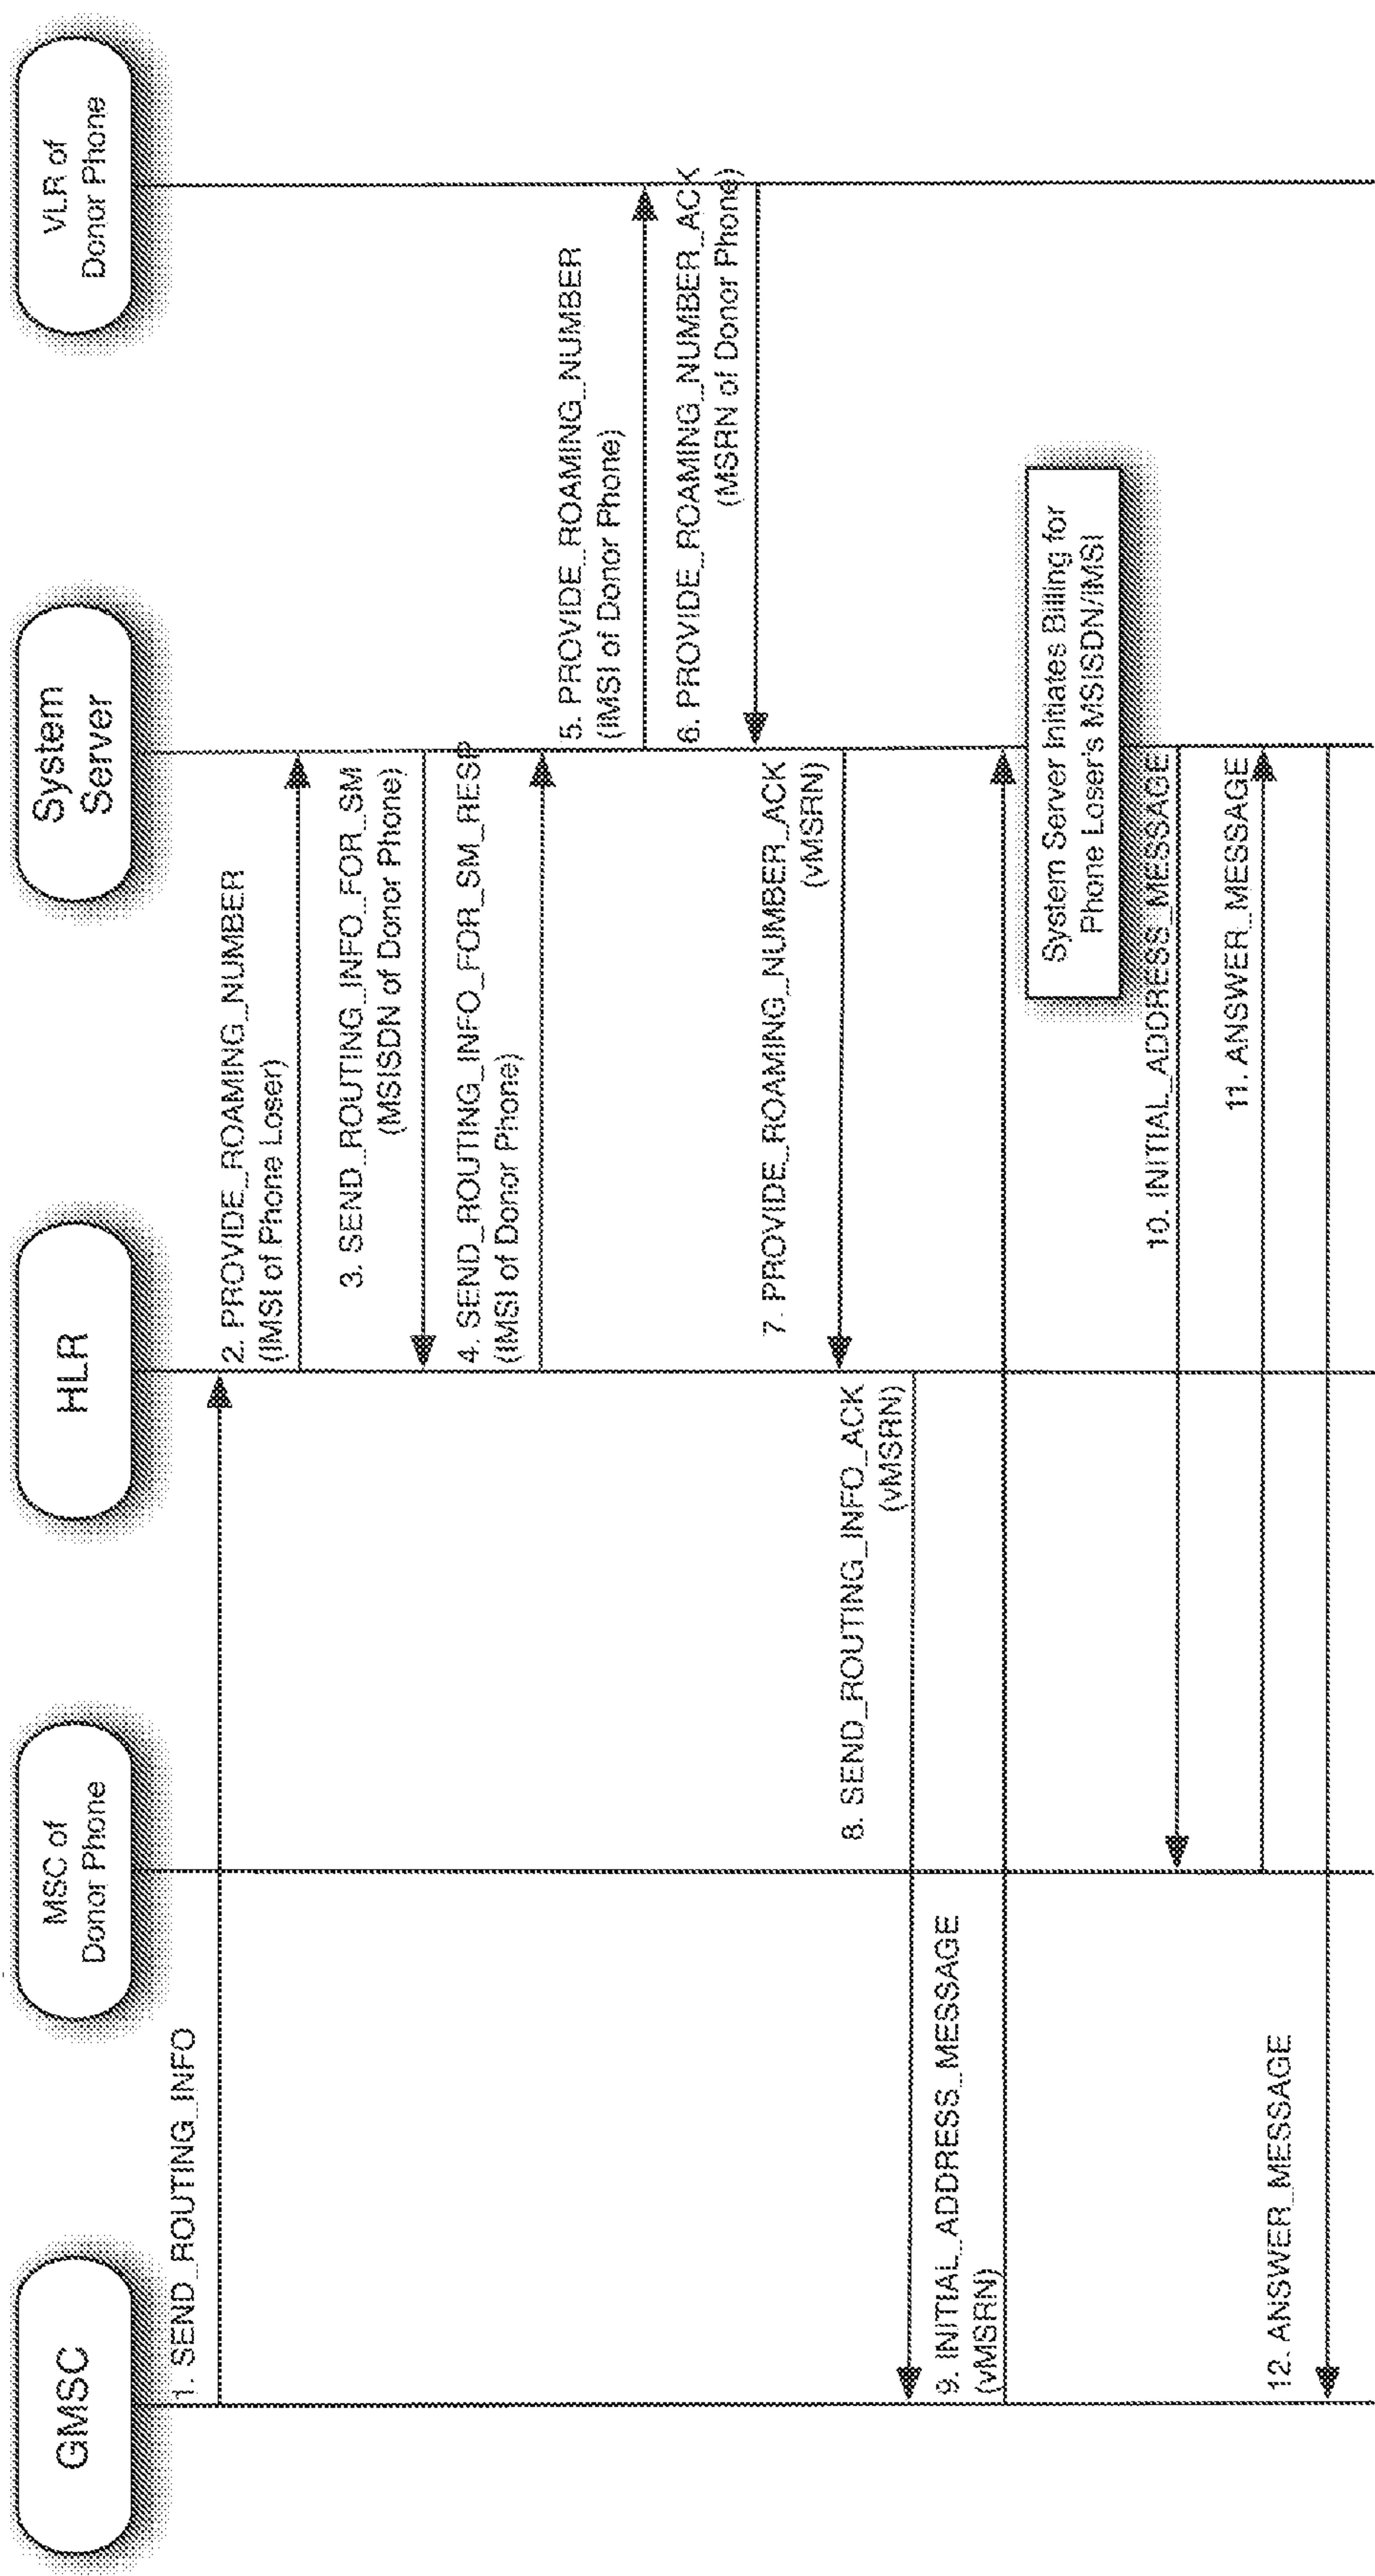 GMSC
MSC of
Donor Phone
HLR
System
Server
VLR of
Donor Phone
1. SEND_ROUTING_INFO
2. PROVIDE_ROAMING_NUMBER
(IMSI of Phone Loser)
3. SEND_ROUTING_INFO_FOR_SM
(MSISDN of Donor Phone)
4. SEND_ROUTING_INFO_FOR_SM_RESP
(IMSI of Donor Phone)
5. PROVIDE_ROAMING_NUMBER
(IMSI of Donor Phone)
6. PROVIDE_ROAMING_NUMBER_ACK
(MSRN of Donor Phone)
7. PROVIDE_ROAMING_NUMBER_ACK
(vMSRN)
8. SEND_ROUTING_INFO_ACK
(vMSRN)
9. INITIAL_ADDRESS_MESSAGE
(vMSRN)
System Server Initiates Billing for
Phone Loser's MSISDN/IMSI
10. INITIAL_ADDRESS_MESSAGE
11. ANSWER_MESSAGE
12. ANSWER_MESSAGE